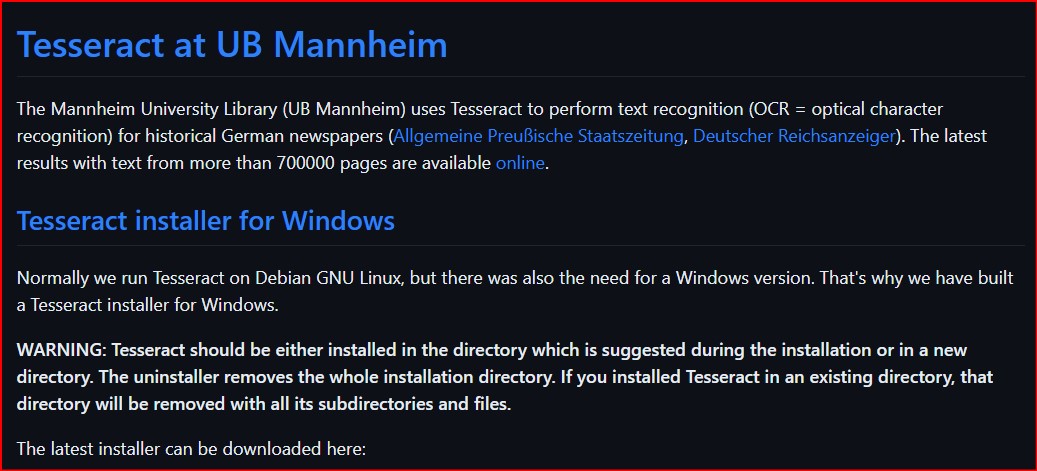 Tesseract at UB Mannheim
The Mannheim University Library (UB Mannheim) uses Tesseract to perform text recognition (OCR = optical character
recognition) for historical German newspapers (Allgemeine Preußische Staatszeitung, Deutscher Reichsanzeiger). The latest
results with text from more than 700000 pages are available online.
Tesseract installer for Windows
Normally we run Tesseract on Debian GNU Linux, but there was also the need for a Windows version. That's why we have built
a Tesseract installer for Windows.
WARNING: Tesseract should be either installed in the directory which is suggested during the installation or in a new
directory. The uninstaller removes the whole installation directory. If you installed Tesseract in an existing directory, that
directory will be removed with all its subdirectories and files.
The latest installer can be downloaded here: